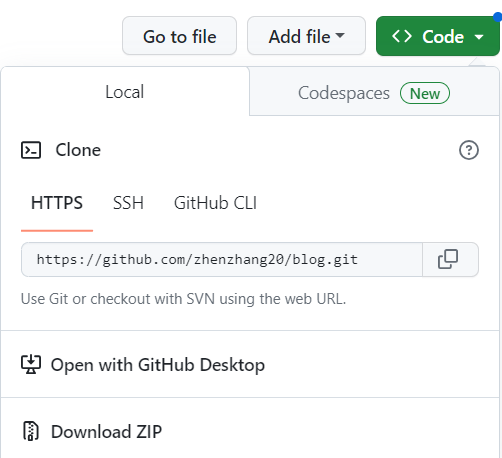 Go to file Add file Code
Local Codespaces New
Clone
HTTPS SSH GitHub CLI
https://github.com/zhenzhang20/blog.git
Use Git or checkout with SVN using the web URL.
Open with GitHub Desktop
Download ZIP